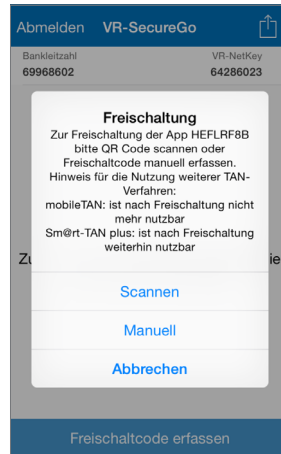 Abmelden VR-SecureGo
Bankleitzahl VR-NetKey
69968602 64286023
Freischaltung
Zur Freischaltung der App HEFLRF8B
bitte QR Code scannen oder
Freischaltcode manuell erfassen.
Hinweis für die Nutzung weiterer TAN-
Verfahren:
mobileTAN: ist nach Freischaltung nicht
mehr nutzbar
Sm@rt-TAN plus: ist nach Freischaltung
weiterhin nutzbar
Scannen
Manuell
Abbrechen
Freischaltcode erfassen